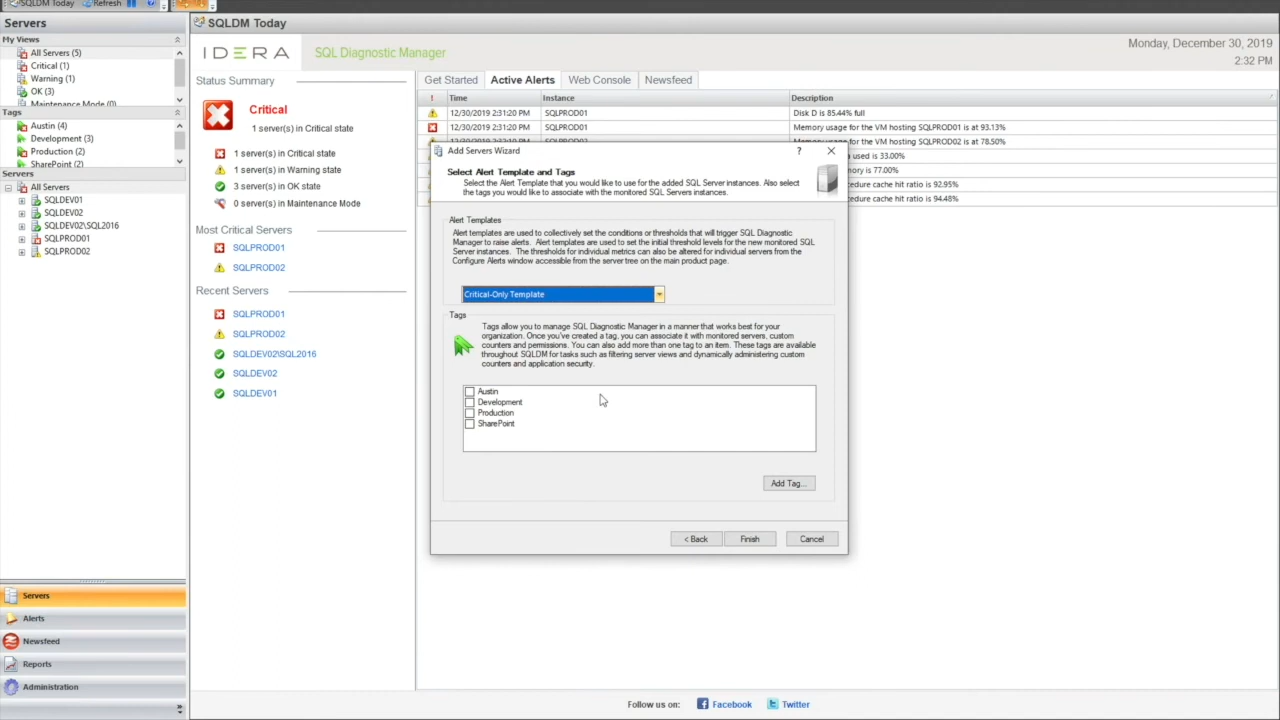 SQLDM Today
Refresh
Servers
My Views
All Servers (5)
Critical (1)
Warning (1)
OK (3)
Maintenance Mode (0)
Tags
Austin (4)
Development (3)
Production (2)
SharePoint (2)
Servers
All Servers
SQLDEV01
SQLDEV02
SQLDEV02\SQL2016
SQLPROD01
SQLPROD02
Servers
Alerts
Newsfeed
Reports
Administration
SQLDM Today
IDERA
SQL Diagnostic Manager
Monday, December 30, 2019
2:32 PM
Status Summary
Critical
1 server(s) in Critical state
1 server(s) in Critical state
1 server(s) in Warning state
3 server(s) in OK state
0 server(s) in Maintenance Mode
Most Critical Servers
SQLPROD01
SQLPROD02
Recent Servers
SQLPROD01
SQLPROD02
SQLDEV02\SQL2016
SQLDEV02
SQLDEV01
Get Started Active Alerts Web Console Newsfeed
! Time Instance Description
12/30/2019 2:31:20 PM SQLPROD01 Disk D is 85.44% full
12/30/2019 2:31:20 PM SQLPROD01 Memory usage for the VM hosting SQLPROD01 is at 93.13%
12/30/2019 2:32:10 PM SQLPROD02 Memory usage for the VM hosting SQLPROD02 is at 78.50%
used is 33.00%
memory is 77.00%
cedure cache hit ratio is 92.95%
cedure cache hit ratio is 94.48%
Add Servers Wizard
?
Select Alert Template and Tags
Select the Alert Template that you would like to use for the added SQL Server instances. Also select
the tags you would like to associate with the monitored SQL Servers instances.
Alert Templates
Alert templates are used to collectively set the conditions or thresholds that will trigger SQL Diagnostic
Manager to raise alerts. Alert templates are used to set the initial threshold levels for the new monitored SQL
Server instances. The thresholds for individual metrics can also be altered for individual servers from the
Configure Alerts window accessible from the server tree on the main product page.
Critical-Only Template
Tags
Tags allow you to manage SQL Diagnostic Manager in a manner that works best for your
organization. Once you've created a tag, you can associate it with monitored servers, custom
counters and permissions. You can also add more than one tag to an item. These tags are available
throughout SQLDM for tasks such as filtering server views and dynamically administering custom
counters and application security.
Austin
Development
Production
SharePoint
Add Tag...
< Back Finish Cancel
Follow us on: Facebook Twitter